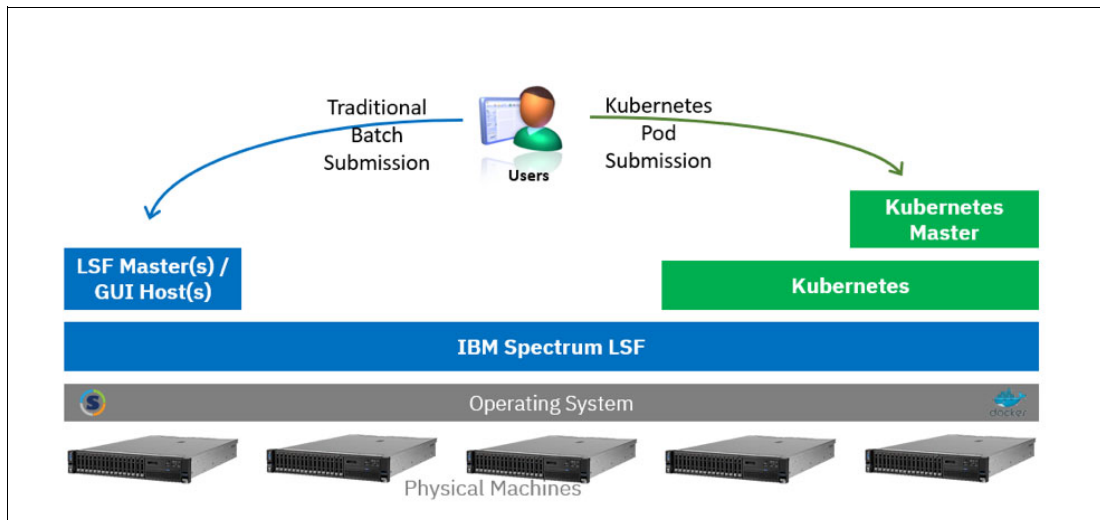 Traditional
Batch
Submission
Kubernetes
Pod
Submission
Users
Kubernetes
Master
LSF Master(s) /
GUI Host(s)
Kubernetes
IBM Spectrum LSF
S
Operating System
docker
Physical Machines